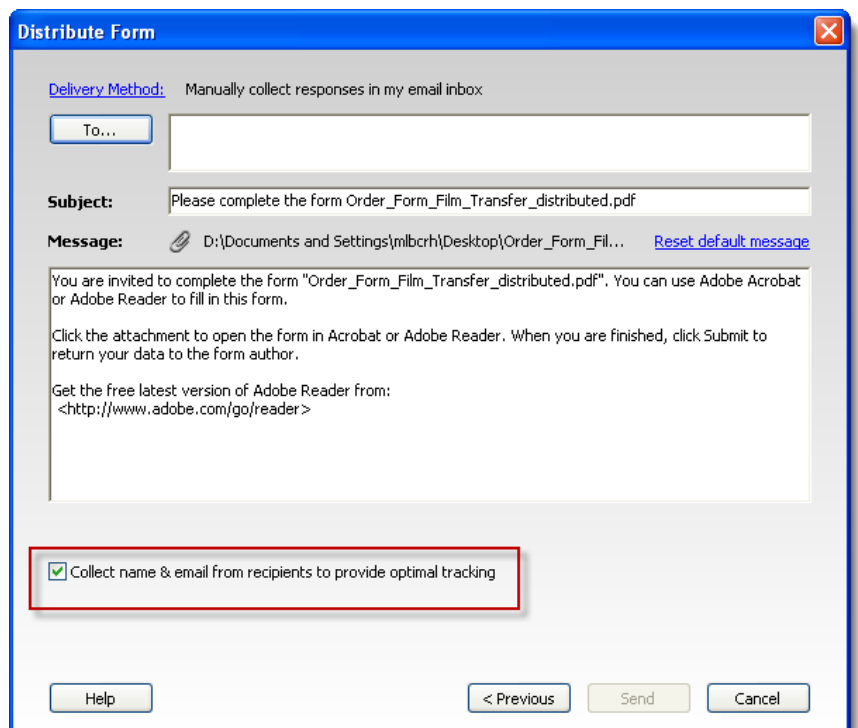 Distribute Form
Delivery Method: Manually collect responses in my email inbox
To...
Subject: Please complete the form Order_Form_Film_Transfer_distributed.pdf
Message: D:\Documents and Settings\mlbcrh\Desktop\Order_Form_Fil... Reset default message
You are invited to complete the form "Order_Form_Film_Transfer_distributed.pdf". You can use Adobe Acrobat
or Adobe Reader to fill in this form.
Click the attachment to open the form in Acrobat or Adobe Reader. When you are finished, click Submit to
return your data to the form author.
Get the free latest version of Adobe Reader from:
<http://www.adobe.com/go/reader>
Collect name & email from recipients to provide optimal tracking
Help < Previous Send Cancel